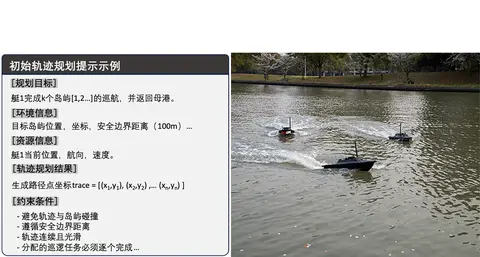 初始轨迹规划提示示例
[规划目标]
艇1完成k个岛屿[1,2...]的巡航，并返回母港。
[环境信息]
目标岛屿位置，坐标，安全边界距离（100m）...
[资源信息]
艇1当前位置，航向，速度。
[轨迹规划结果]
生成路径点坐标trace = [(x₁,y₁), (x₂,y₂) ,... (xₙ,yₙ) ]
[约束条件]
- 避免轨迹与岛屿碰撞
- 遵循安全边界距离
- 轨迹连续且光滑
- 分配的巡逻任务必须逐个完成...